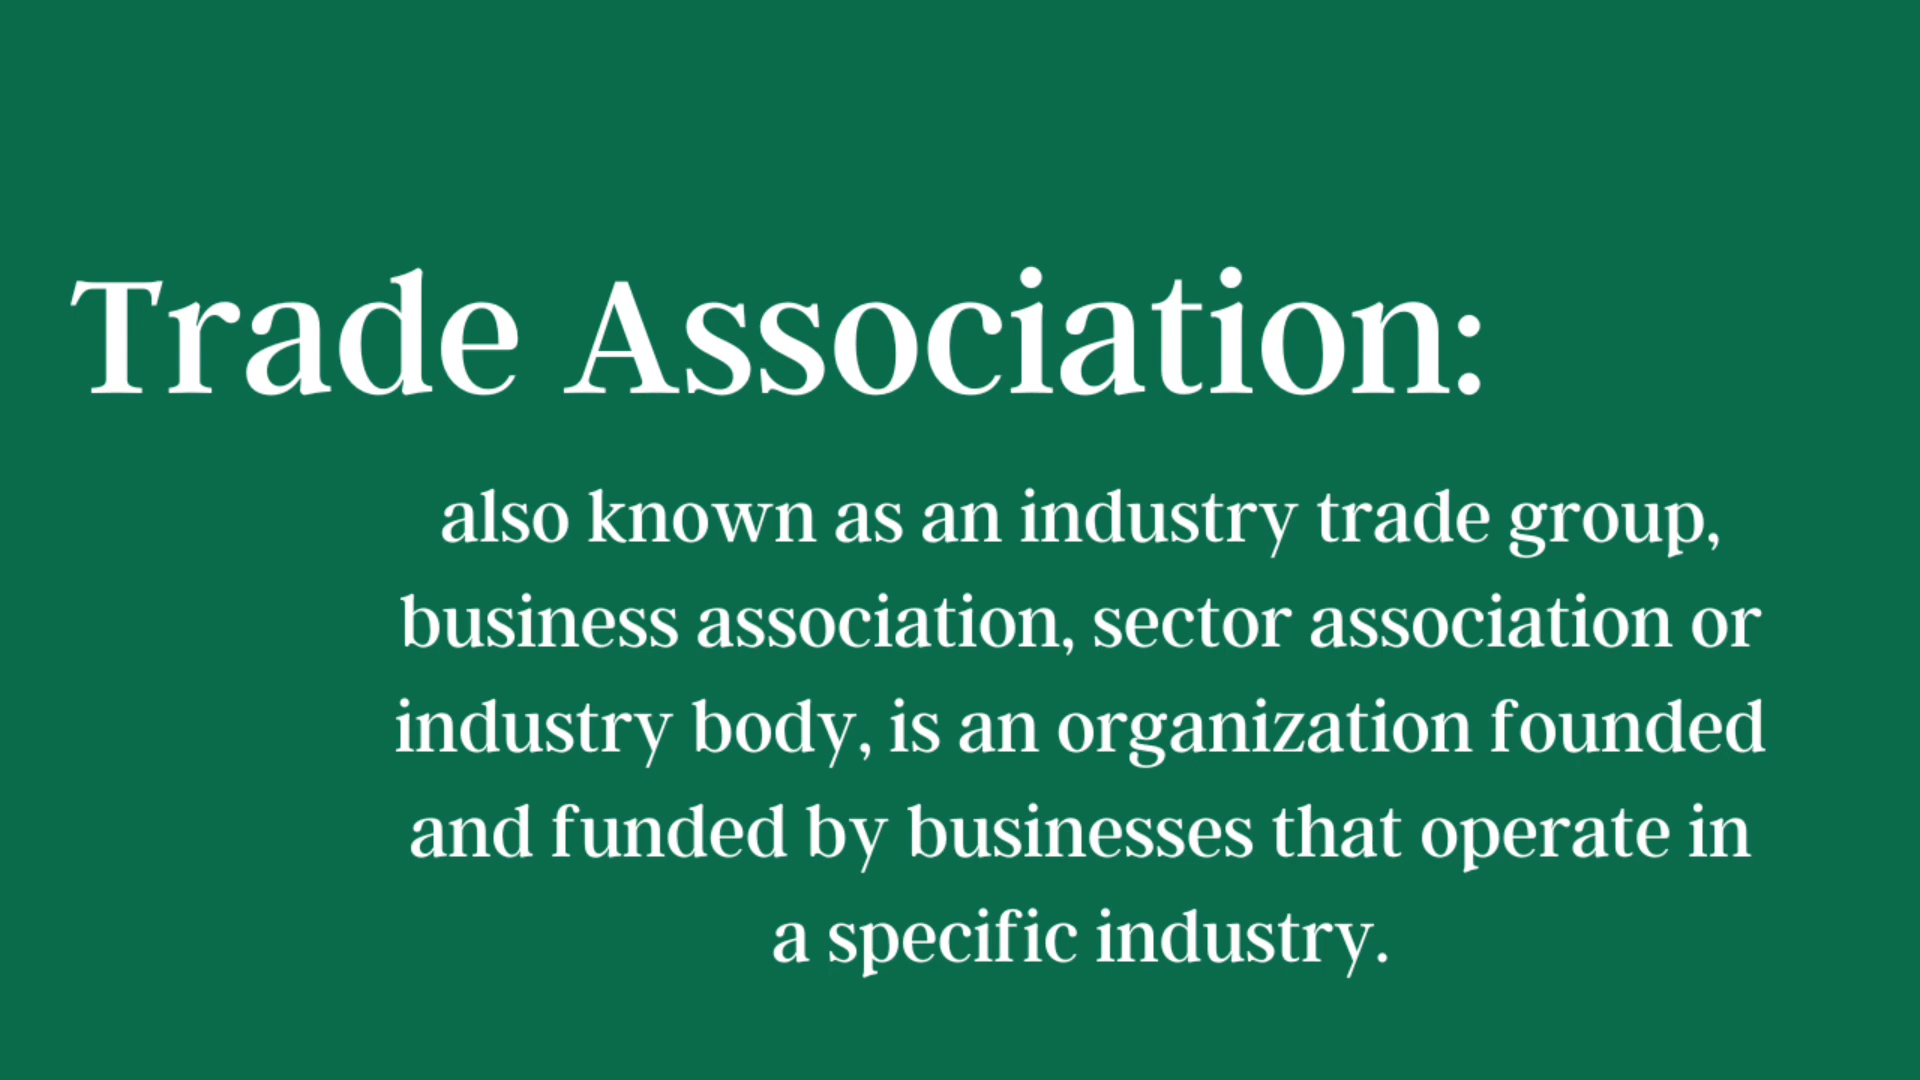 Trade Association:
also known as an industry trade group,
business association, sector association or
industry body, is an organization founded
and funded by businesses that operate in
a specific industry.